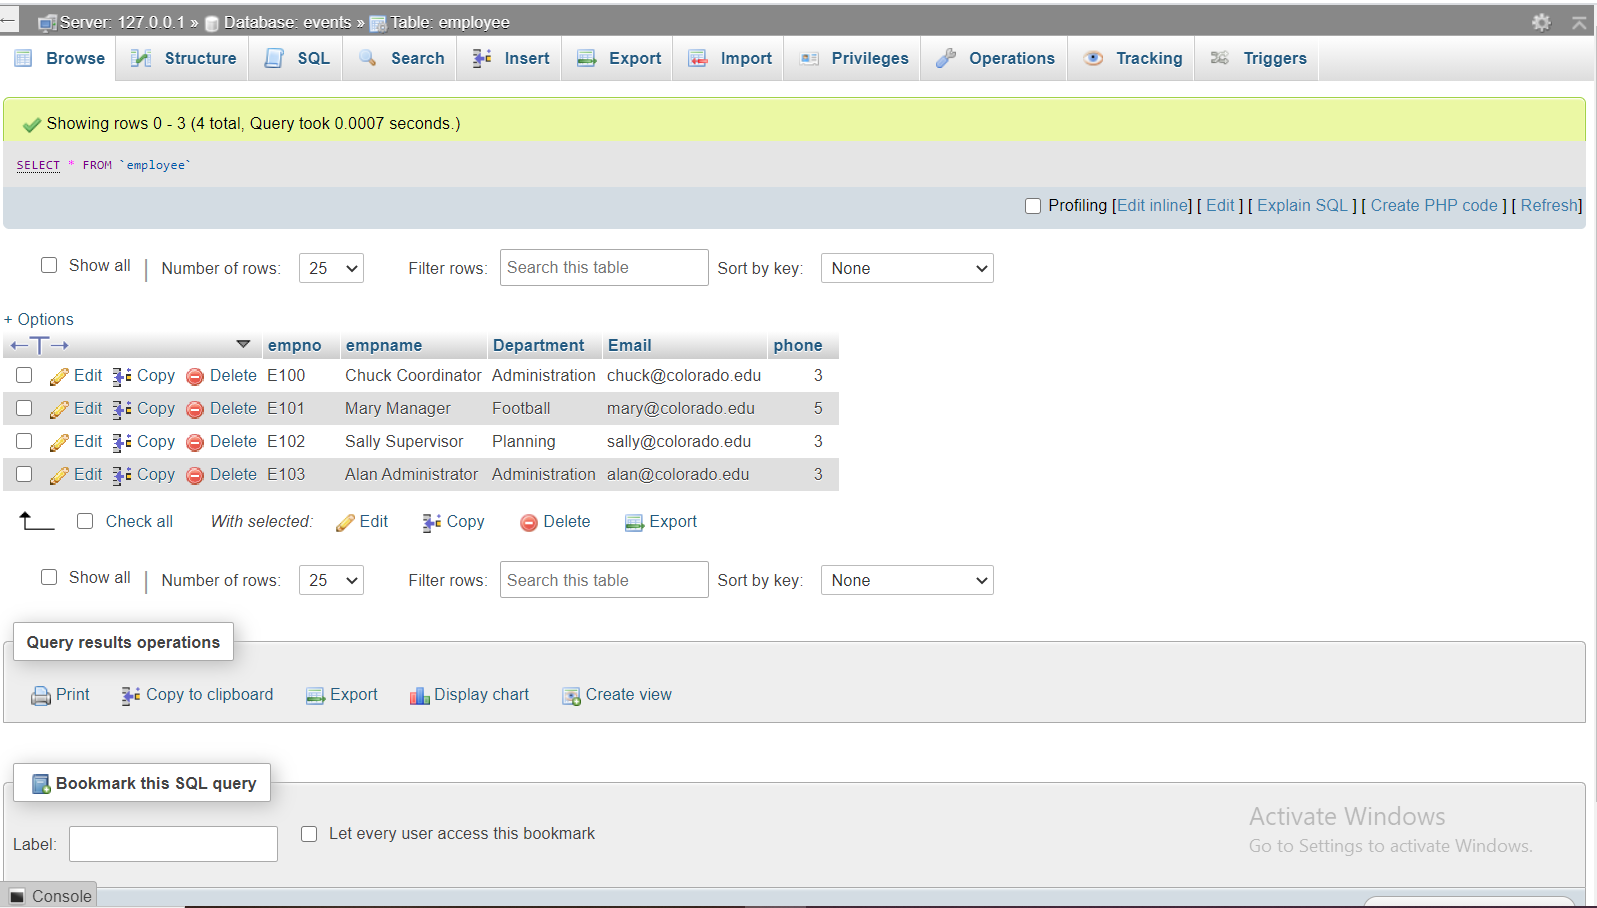 Server: 127.0.0.1 » Database: events » Table: employee
Browse Structure SQL Search Insert Export Import Privileges Operations Tracking Triggers
Showing rows 0 - 3 (4 total, Query took 0.0007 seconds.)
SELECT * FROM `employee`
Profiling [Edit inline] [ Edit ] [ Explain SQL ] [ Create PHP code ] [ Refresh]
Show all | Number of rows: 25 Filter rows: Search this table Sort by key: None
+ Options
←T→ empno empname Department Email phone
Edit Copy Delete E100 Chuck Coordinator Administration chuck@colorado.edu 3
Edit Copy Delete E101 Mary Manager Football mary@colorado.edu 5
Edit Copy Delete E102 Sally Supervisor Planning sally@colorado.edu 3
Edit Copy Delete E103 Alan Administrator Administration alan@colorado.edu 3
Check all With selected: Edit Copy Delete Export
Show all | Number of rows: 25 Filter rows: Search this table Sort by key: None
Query results operations
Print Copy to clipboard Export Display chart Create view
Bookmark this SQL query
Label: Let every user access this bookmark
Activate Windows
Go to Settings to activate Windows.
Console